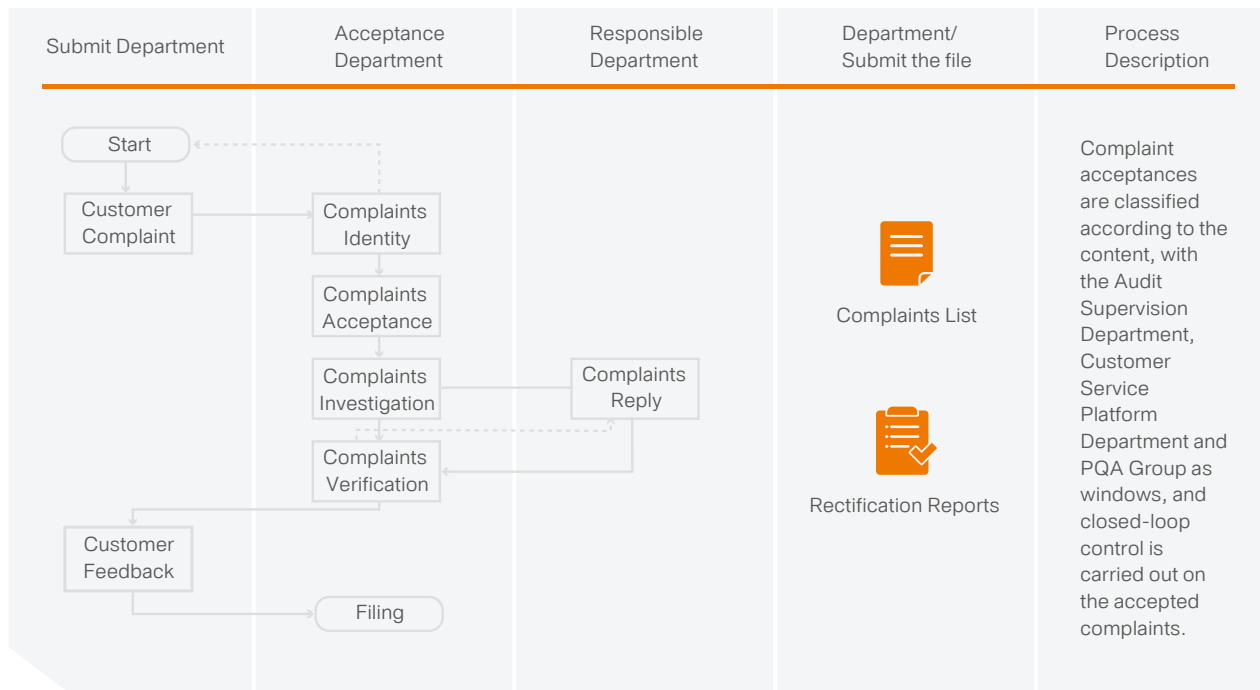 Submit Department
Acceptance
Department
Responsible
Department
Department/
Submit the file
Process
Description
Start
Customer
Complaint
Complaints
Identity
Complaints
Acceptance
Complaints
Investigation
Complaints
Reply
Complaints
Verification
Customer
Feedback
Filing
Complaints List
Rectification Reports
Complaint
acceptances
are classified
according to the
content, with
the Audit
Supervision
Department,
Customer
Service
Platform
Department and
PQA Group as
windows, and
closed-loop
control is
carried out on
the accepted
complaints.